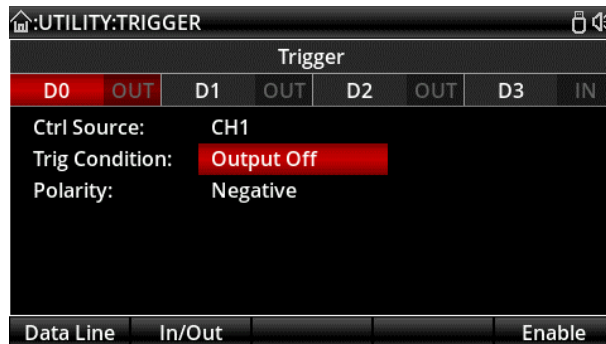 :UTILITY:TRIGGER
Trigger
D0 OUT D1 OUT D2 OUT D3 IN
Ctrl Source: CH1
Trig Condition: Output Off
Polarity: Negative
Data Line In/Out Enable